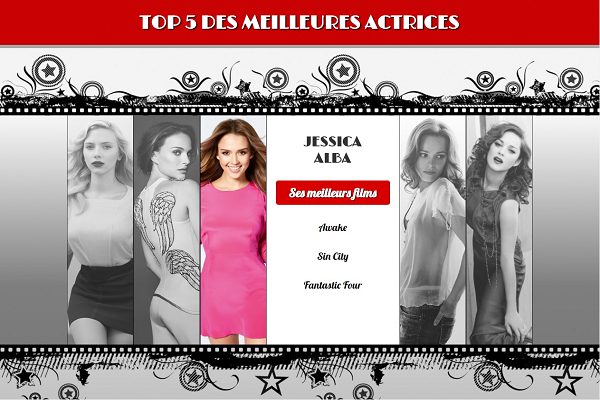 TOP 5 DES MEILLEURES ACTRICES
JESSICA
ALBA
Ses meilleurs films
Awake
Sin City
Fantastic Four